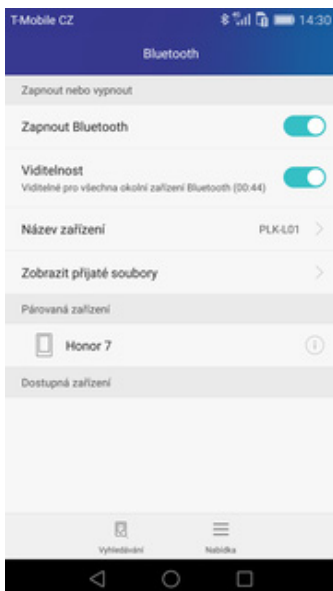 T-Mobile CZ 14:30
Bluetooth
Zapnout nebo vypnout
Zapnout Bluetooth
Viditelnost
Viditelné pro všechna okolní zařízení Bluetooth (00:44)
Název zařízení PLK-L01
Zobrazit přijaté soubory
Párovaná zařízení
Honor 7
Dostupná zařízení
Vyhledávání Nabídka